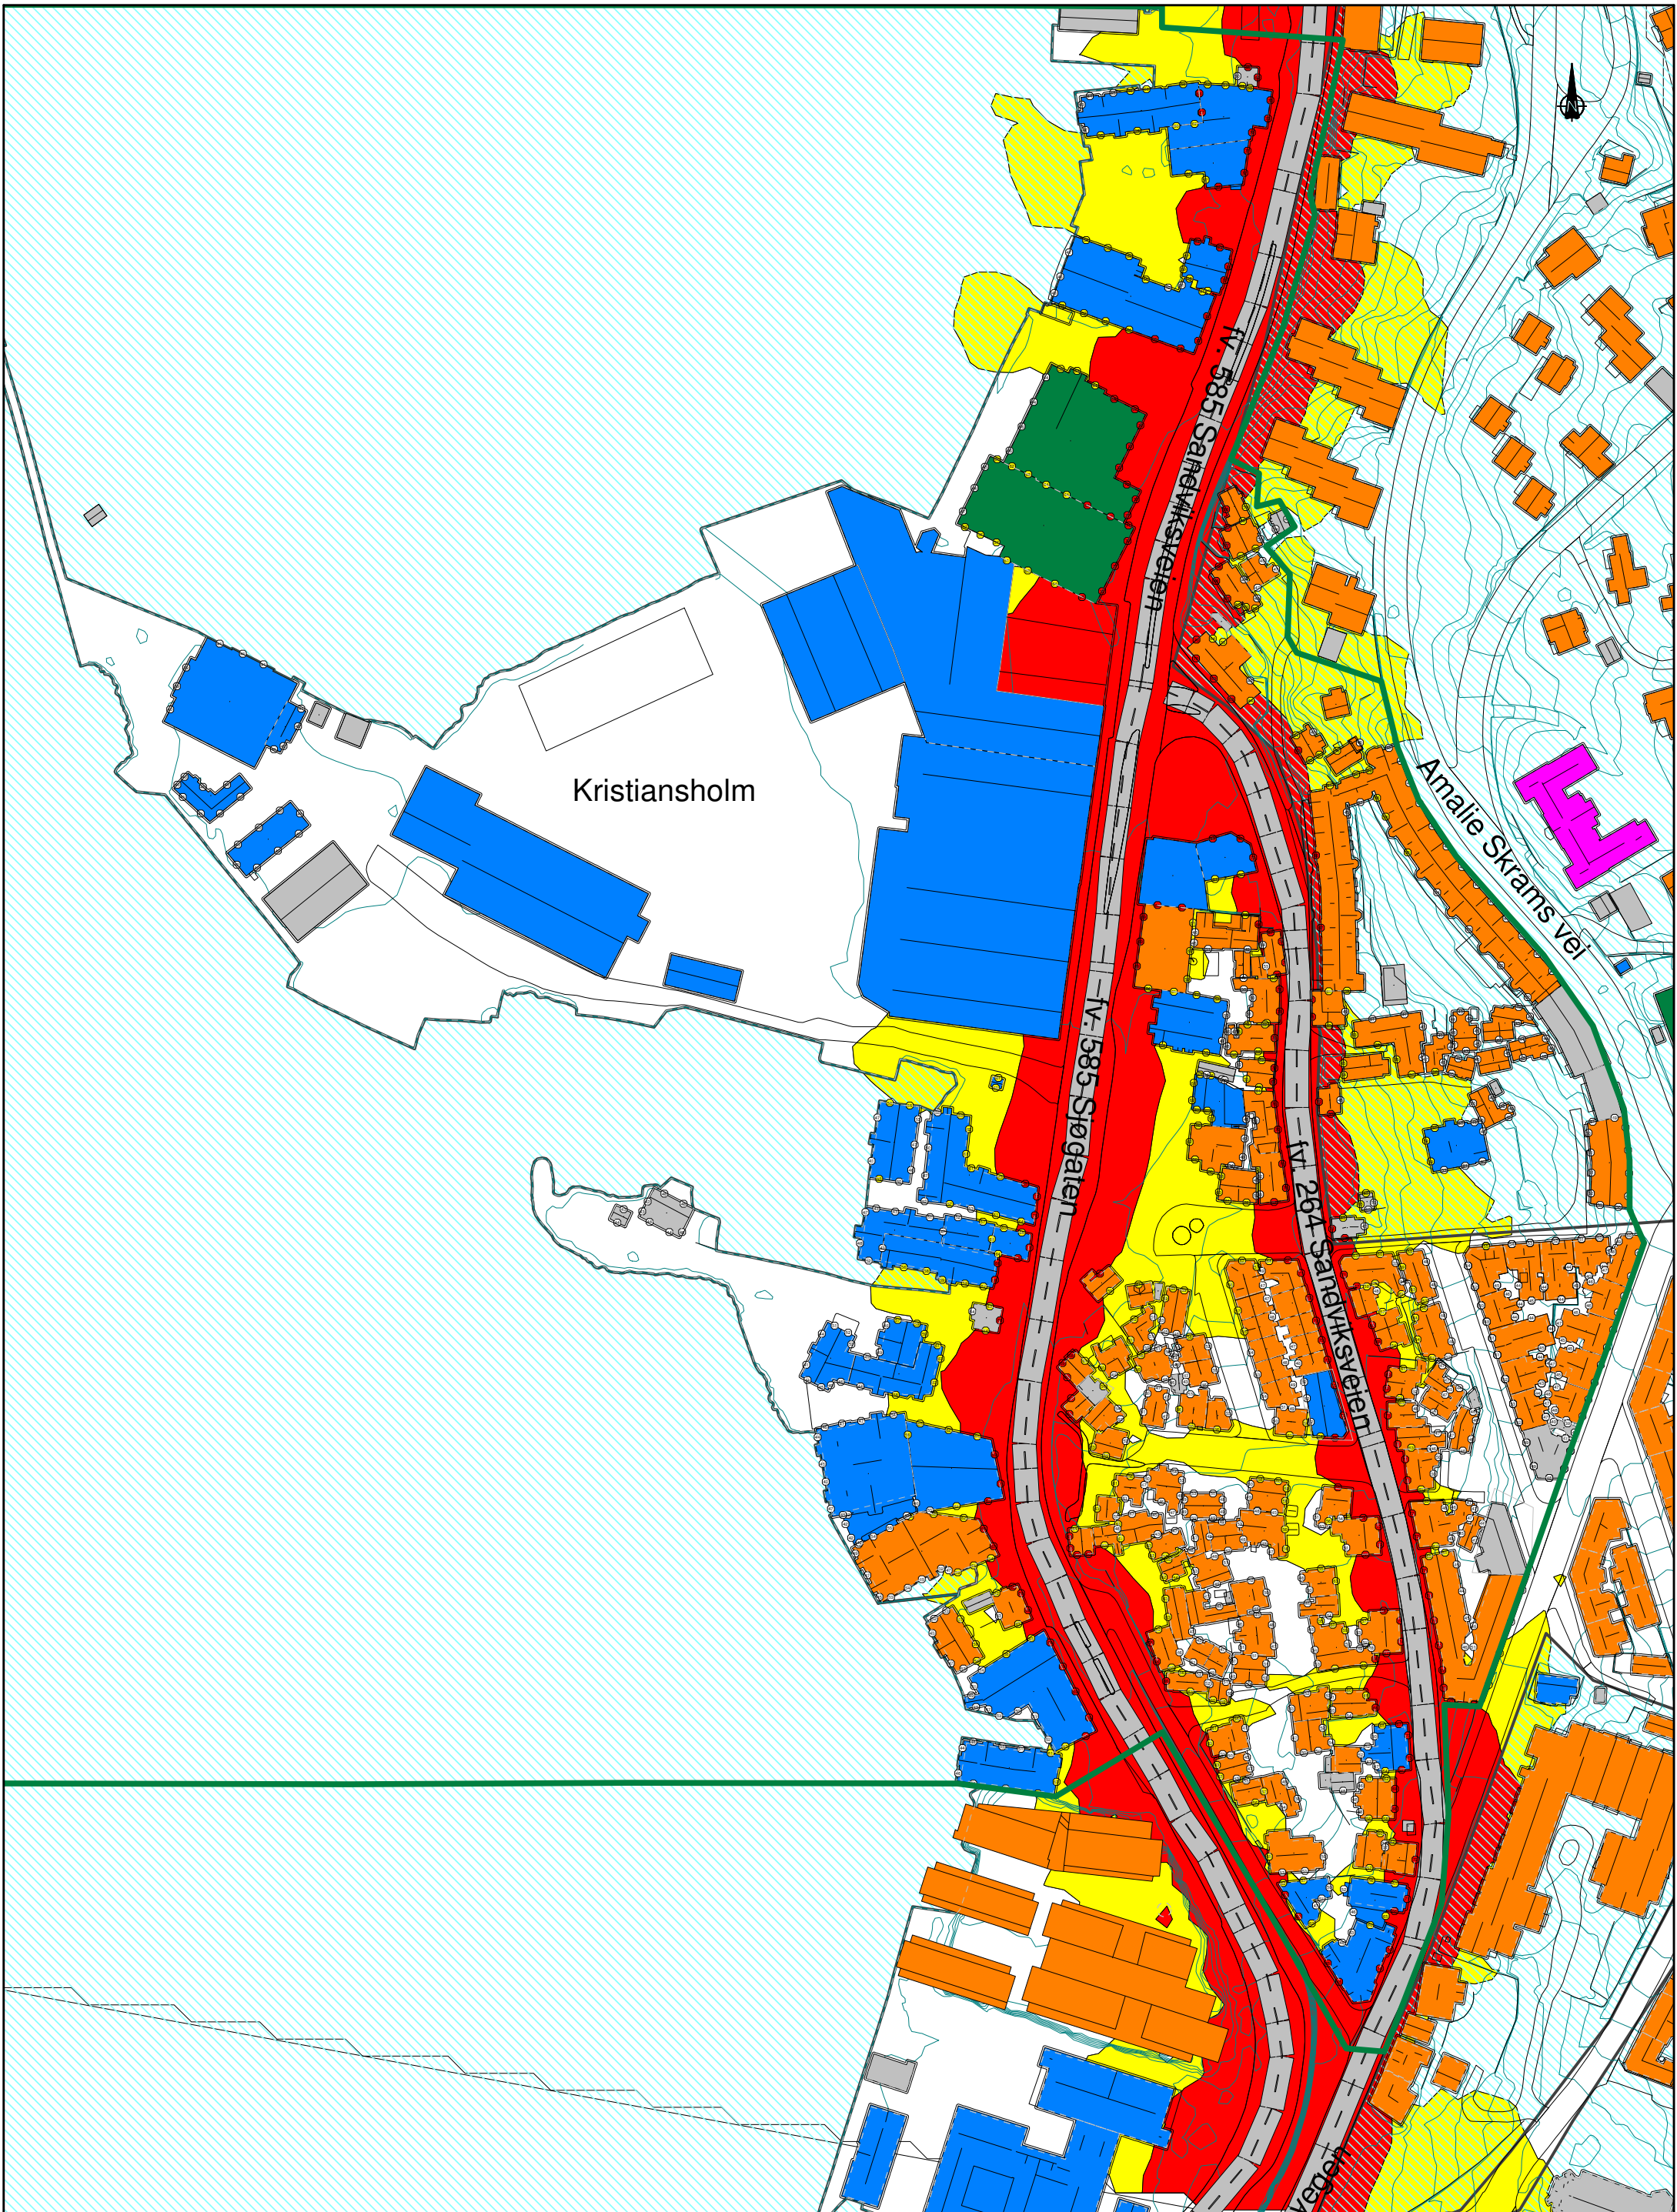 N
fv. 585 Sandviksveien
Kristiansholm
Amalie Skrams vei
fv. 585 Sjøgaten
fv. 264 Sandviksveien
vegen